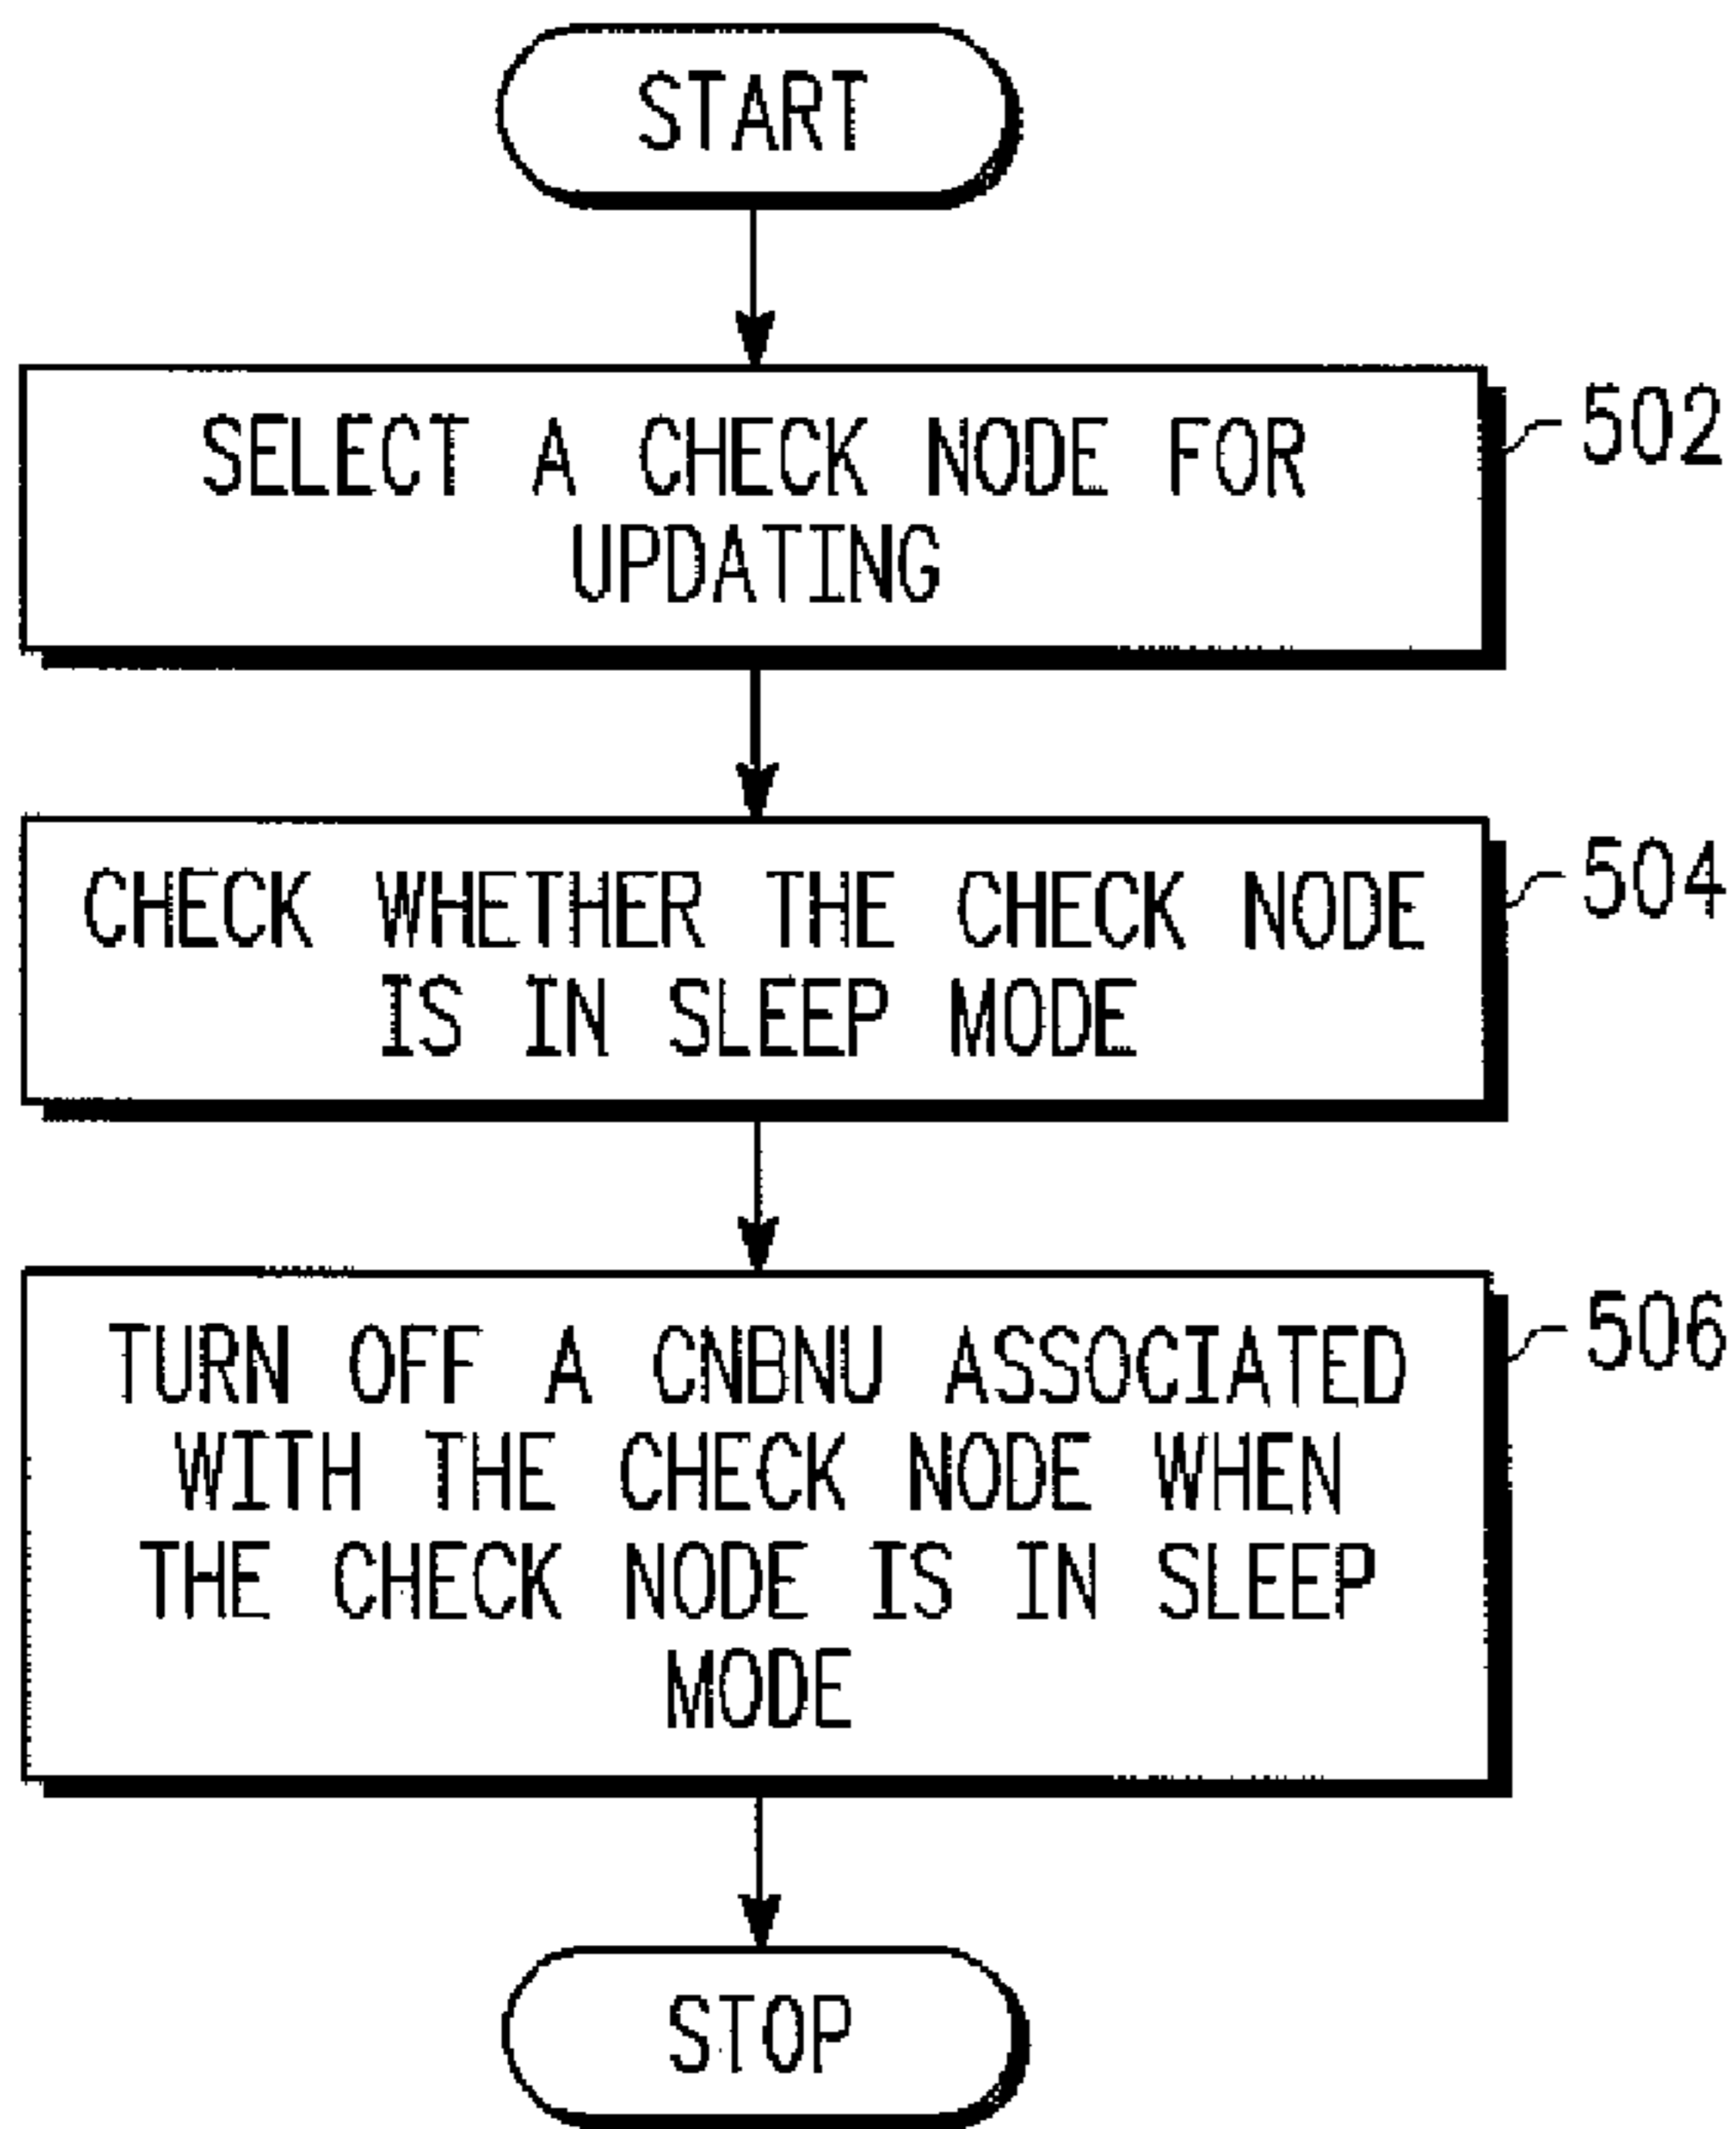 START
SELECT A CHECK NODE FOR
UPDATING
502
CHECK WHETHER THE CHECK NODE
IS IN SLEEP MODE
504
TURN OFF A CNBNU ASSOCIATED
WITH THE CHECK NODE WHEN
THE CHECK NODE IS IN SLEEP
MODE
506
STOP